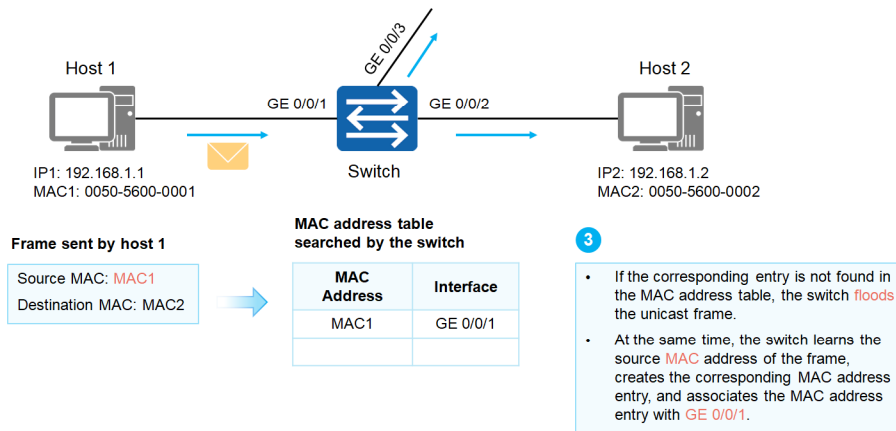 GE 0/0/3
Host 1
Host 2
GE 0/0/1
GE 0/0/2
Switch
IP1: 192.168.1.1
MAC1: 0050-5600-0001
IP2: 192.168.1.2
MAC2: 0050-5600-0002
Frame sent by host 1
Source MAC: MAC1
Destination MAC: MAC2
MAC address table
searched by the switch
MAC
Address
Interface
MAC1
GE 0/0/1
3
• If the corresponding entry is not found in
the MAC address table, the switch floods
the unicast frame.
• At the same time, the switch learns the
source MAC address of the frame,
creates the corresponding MAC address
entry, and associates the MAC address
entry with GE 0/0/1.